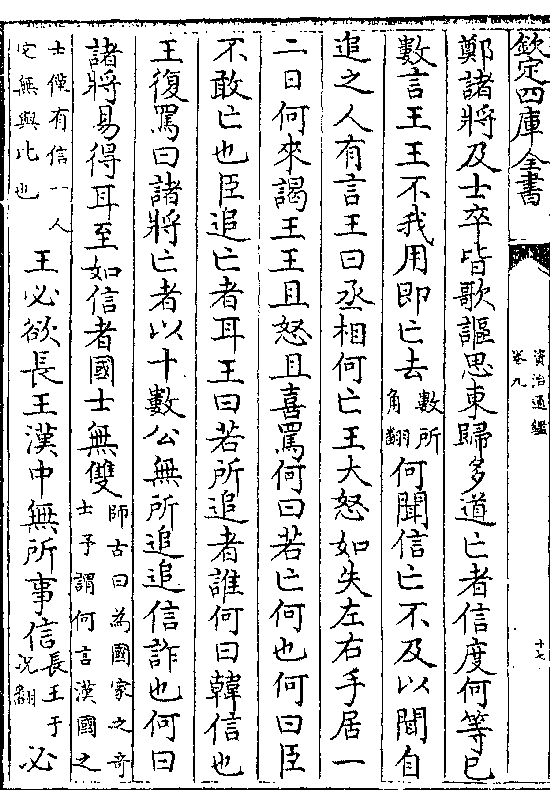 欽定四庫全書
資治通鑑
卷九
十七
鄭諸將及士卒皆歌謳思東歸多道亡者信度何等已
數言王王不我用即亡去數所角翻何聞信亡不及以聞自
追之人有言王曰丞相何亡王大怒如失左右手居一
二日何來謁王王且怒且喜罵何曰若亡何也何曰臣
不敢亡也臣追亡者耳王曰若所追者誰何曰韓信也
王復罵曰諸將亡者以十數公無所追追信詐也何曰
諸將易得耳至如信者國士無雙師古曰為國家之奇士予謂何言漢國之
士僅有信一人它無與比也王必欲長王漢中無所事信長王于况翻必